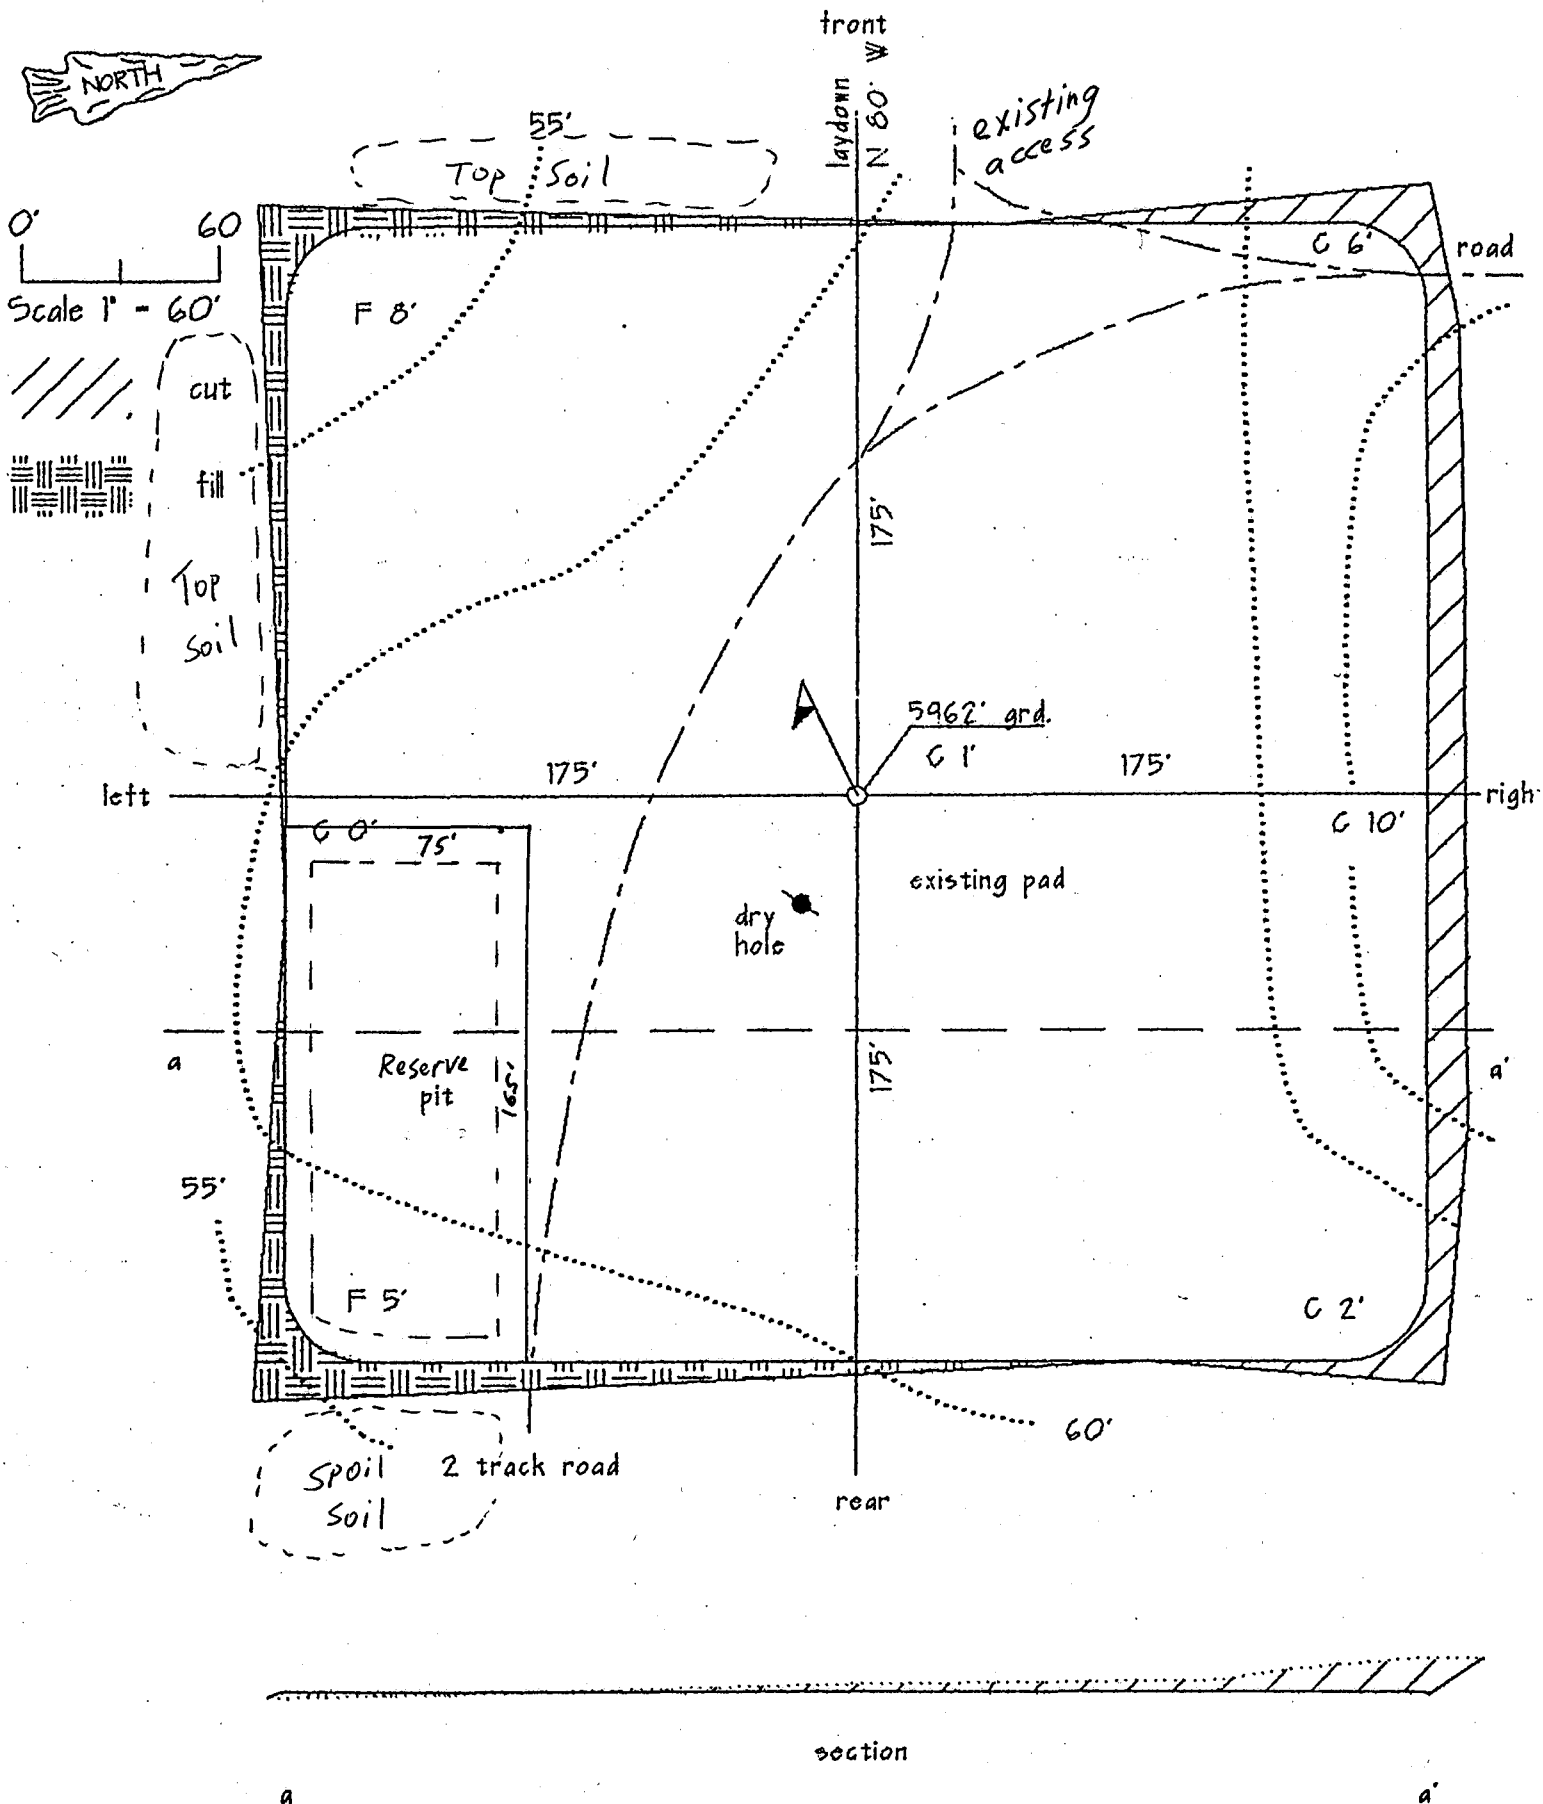 front
NORTH
laydown
N 80° W
existing
access
55'
Top Soil
0' 60
Scale 1" - 60'
C 6'
road
F 8'
cut
fill
175'
Top
soil
5962' grd.
C 1'
left
175'
175'
righ
C 0'
75'
C 10'
existing pad
dry
hole
a
Reserve
pit
165'
175'
a'
55'
F 5'
C 2'
60'
Spoil
Soil
2 track road
rear
section
a
a'